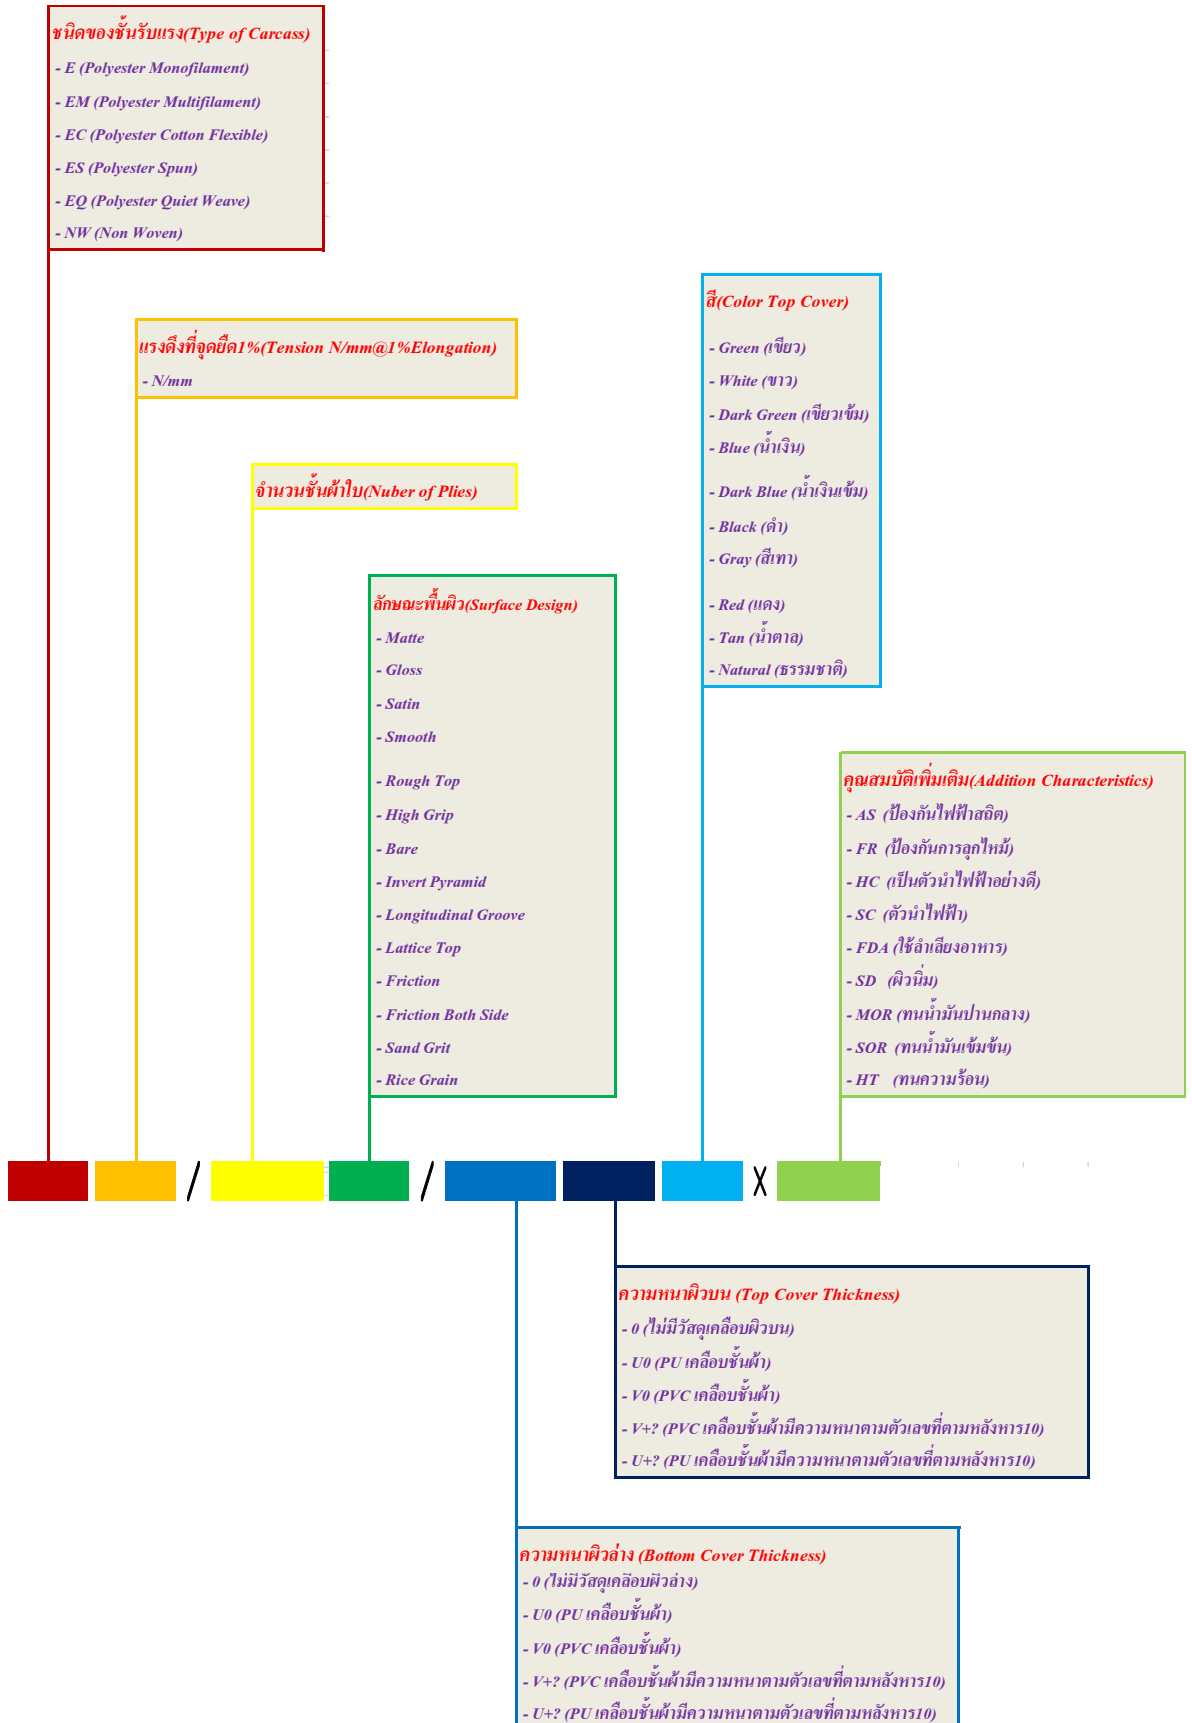 ชนิดของชั้นรับแรง(Type of Carcass)
- E (Polyester Monofilament)
- EM (Polyester Multifilament)
- EC (Polyester Cotton Flexible)
- ES (Polyester Spun)
- EQ (Polyester Quiet Weave)
- NW (Non Woven)
แรงดึงที่จุดยืด1%(Tension N/mm@1%Elongation)
- N/mm
จำนวนชั้นผ้าใบ(Nuber of Plies)
ลักษณะพื้นผิว(Surface Design)
- Matte
- Gloss
- Satin
- Smooth
- Rough Top
- High Grip
- Bare
- Invert Pyramid
- Longitudinal Groove
- Lattice Top
- Friction
- Friction Both Side
- Sand Grit
- Rice Grain
สี(Color Top Cover)
- Green (เขียว)
- White (ขาว)
- Dark Green (เขียวเข้ม)
- Blue (น้ำเงิน)
- Dark Blue (น้ำเงินเข้ม)
- Black (ดำ)
- Gray (สีเทา)
- Red (แดง)
- Tan (น้ำตาล)
- Natural (ธรรมชาติ)
คุณสมบัติเพิ่มเติม(Addition Characteristics)
- AS (ป้องกันไฟฟ้าสถิต)
- FR (ป้องกันการลุกไหม้)
- HC (เป็นตัวนำไฟฟ้าอย่างดี)
- SC (ตัวนำไฟฟ้า)
- FDA (ใช้ลำเลียงอาหาร)
- SD (ผิวนิ่ม)
- MOR (ทนน้ำมันปานกลาง)
- SOR (ทนน้ำมันเข้มข้น)
- HT (ทนความร้อน)
/ / X
ความหนาผิวบน (Top Cover Thickness)
- 0 (ไม่มีวัสดุเคลือบผิวบน)
- U0 (PU เคลือบชั้นผ้า)
- V0 (PVC เคลือบชั้นผ้า)
- V+? (PVC เคลือบชั้นผ้ามีความหนาตามตัวเลขที่ตามหลังหาร10)
- U+? (PU เคลือบชั้นผ้ามีความหนาตามตัวเลขที่ตามหลังหาร10)
ความหนาผิวล่าง (Bottom Cover Thickness)
- 0 (ไม่มีวัสดุเคลือบผิวล่าง)
- U0 (PU เคลือบชั้นผ้า)
- V0 (PVC เคลือบชั้นผ้า)
- V+? (PVC เคลือบชั้นผ้ามีความหนาตามตัวเลขที่ตามหลังหาร10)
- U+? (PU เคลือบชั้นผ้ามีความหนาตามตัวเลขที่ตามหลังหาร10)